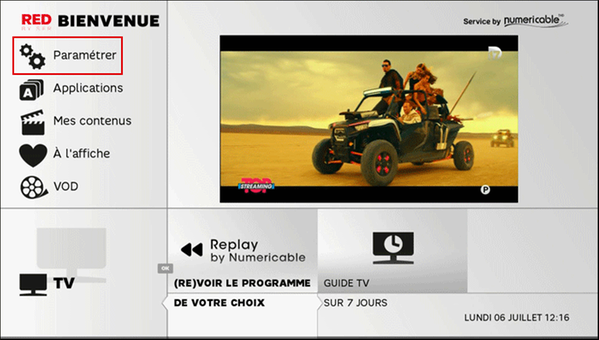 RED BIENVENUE
BY SFR
Service by numericable
Paramétrer
Applications
A
Mes contenus
À l'affiche
VOD
TOP
STREAMING
P
Replay
by Numericable
TV
OK
(RE)VOIR LE PROGRAMME
DE VOTRE CHOIX
GUIDE TV
SUR 7 JOURS
LUNDI 06 JUILLET 12:16